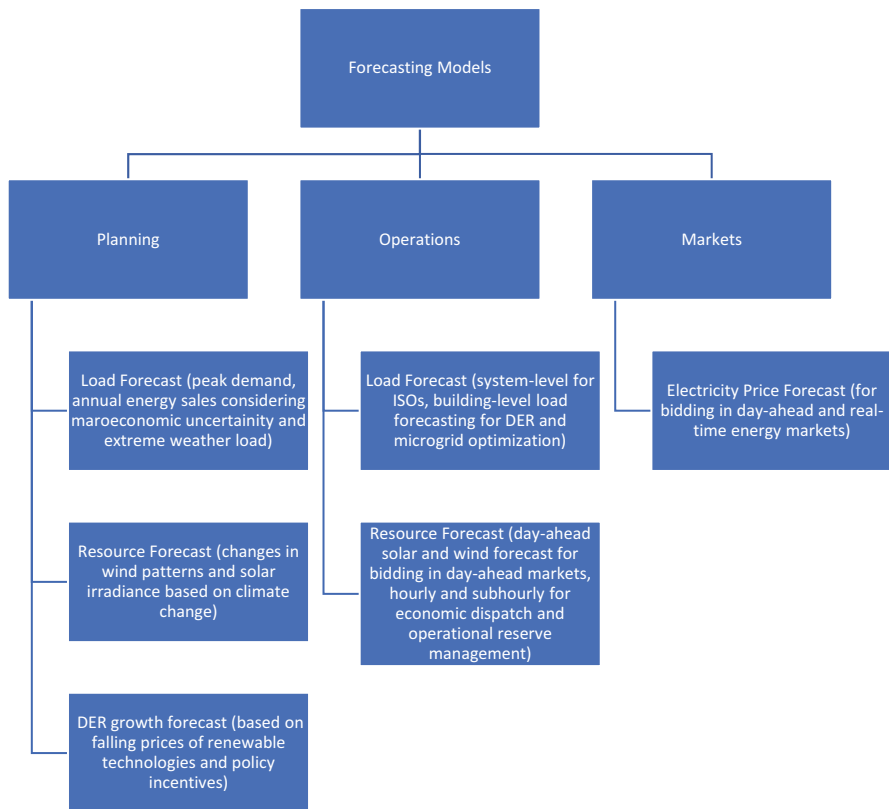 Forecasting Models
Planning
Operations
Markets
Load Forecast (peak demand,
annual energy sales considering
maroeconomic uncertainity and
extreme weather load)
Resource Forecast (changes in
wind patterns and solar
irradiance based on climate
change)
DER growth forecast (based on
falling prices of renewable
technologies and policy
incentives)
Load Forecast (system-level for
ISOs, building-level load
forecasting for DER and
microgrid optimization)
Resource Forecast (day-ahead
solar and wind forecast for
bidding in day-ahead markets,
hourly and subhourly for
economic dispatch and
operational reserve
management)
Electricity Price Forecast (for
bidding in day-ahead and real-
time energy markets)